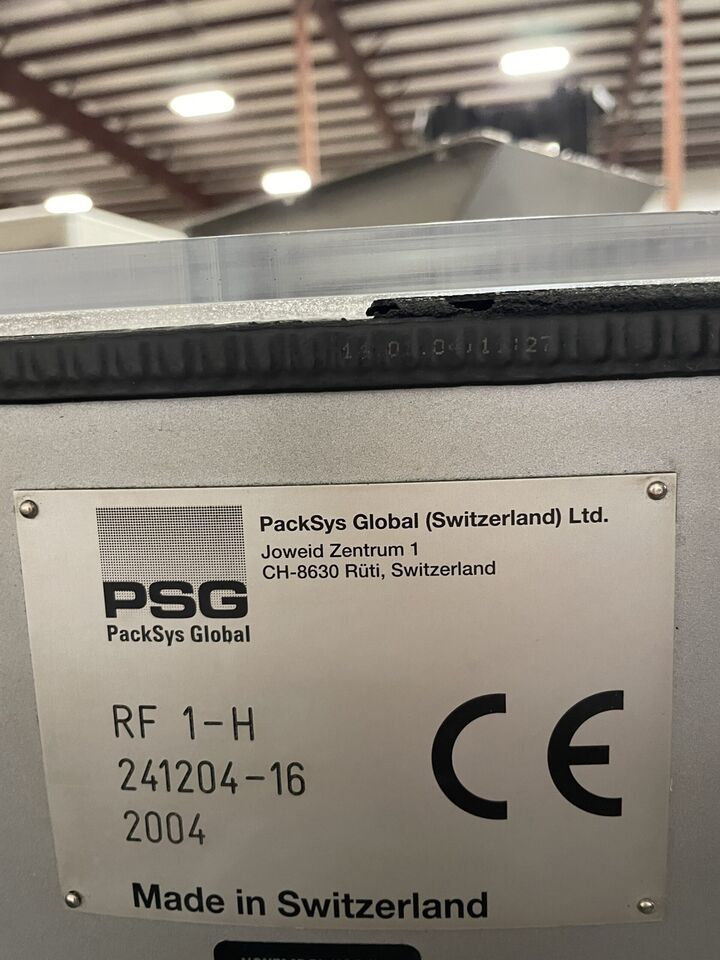 PSG
PackSys Global
PackSys Global (Switzerland) Ltd.
Joweid Zentrum 1
CH-8630 Rüti, Switzerland
RF 1-H
241204-16
2004
CE
Made in Switzerland